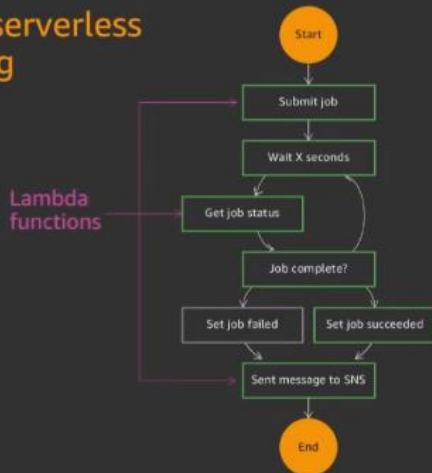 serverless
g
Start
Submit job
Wait X seconds
Lambda
functions
Get job status
Job complete?
Set job failed
Set job succeeded
Sent message to SNS
End